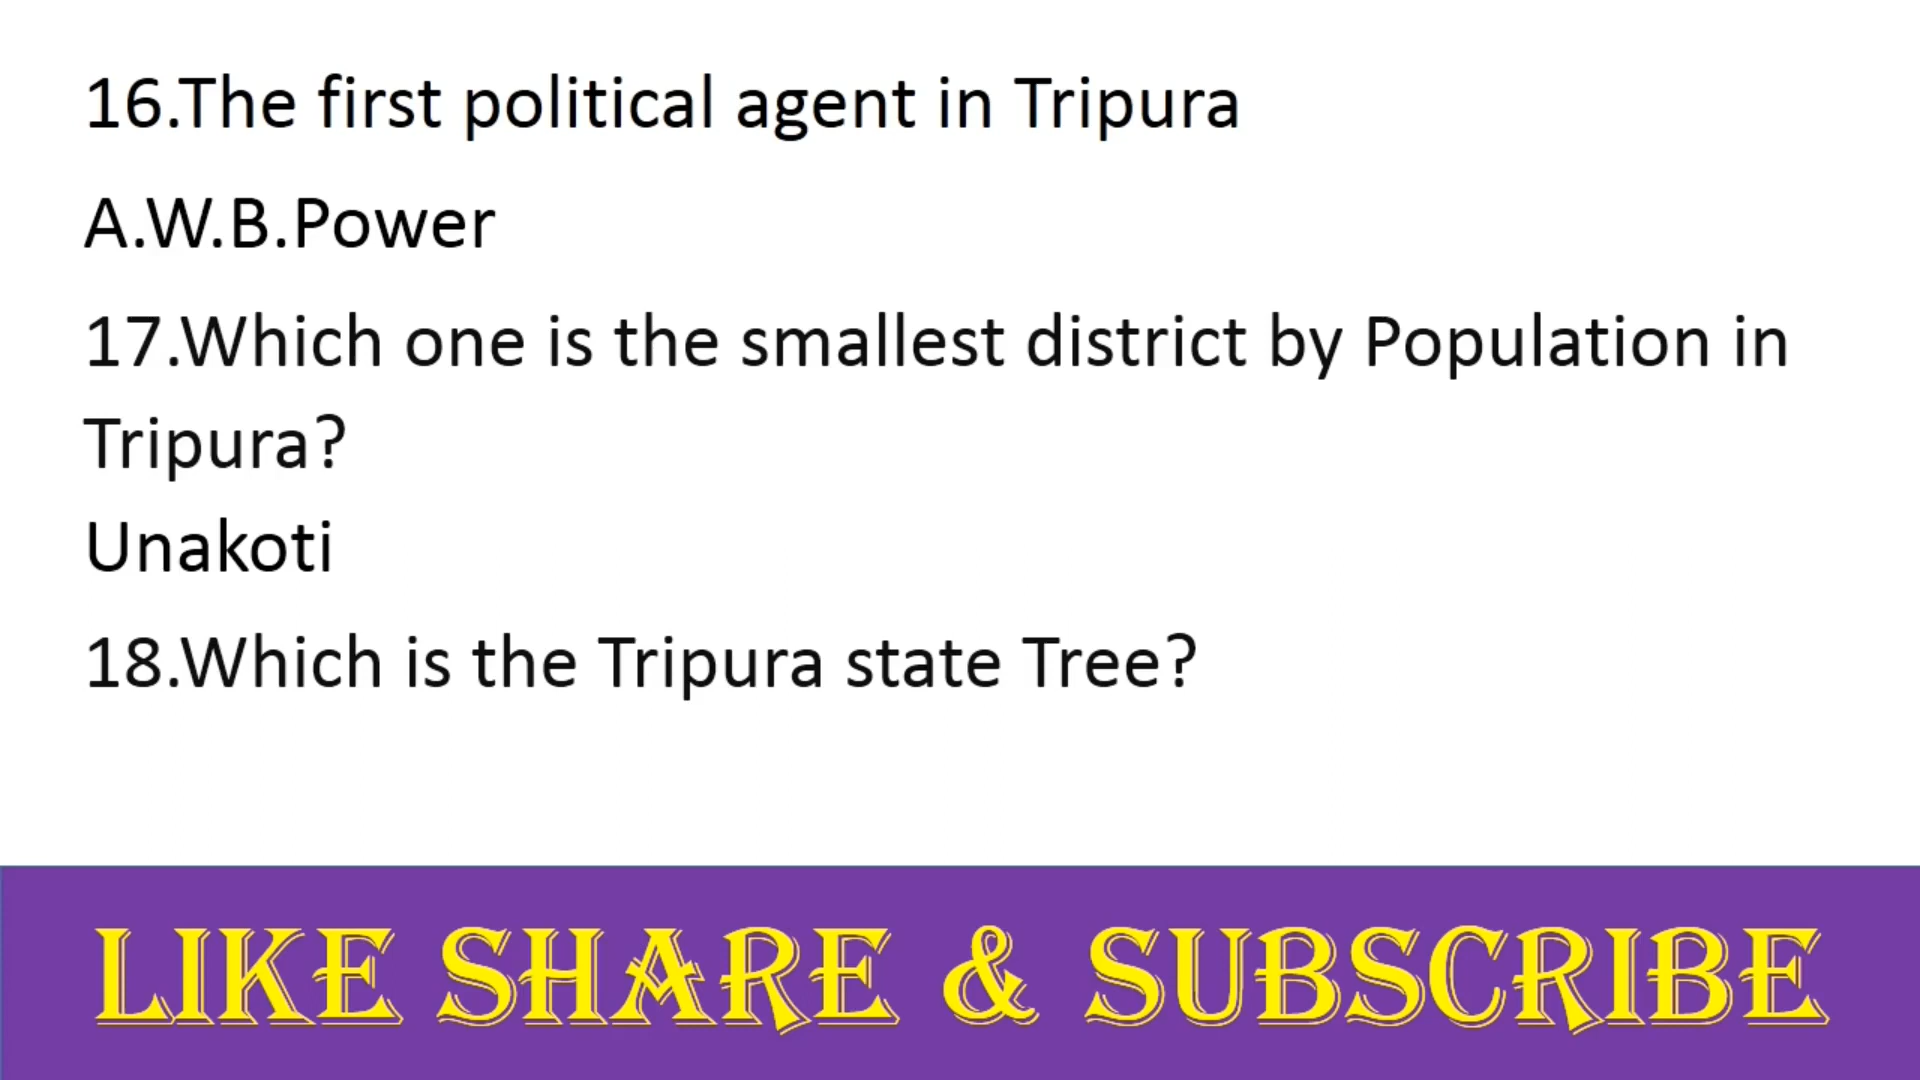 16.The first political agent in Tripura
A.W.B.Power
17.Which one is the smallest district by Population in
Tripura?
Unakoti
18.Which is the Tripura state Tree?
LIKE SHARE & SUBSCRIBE